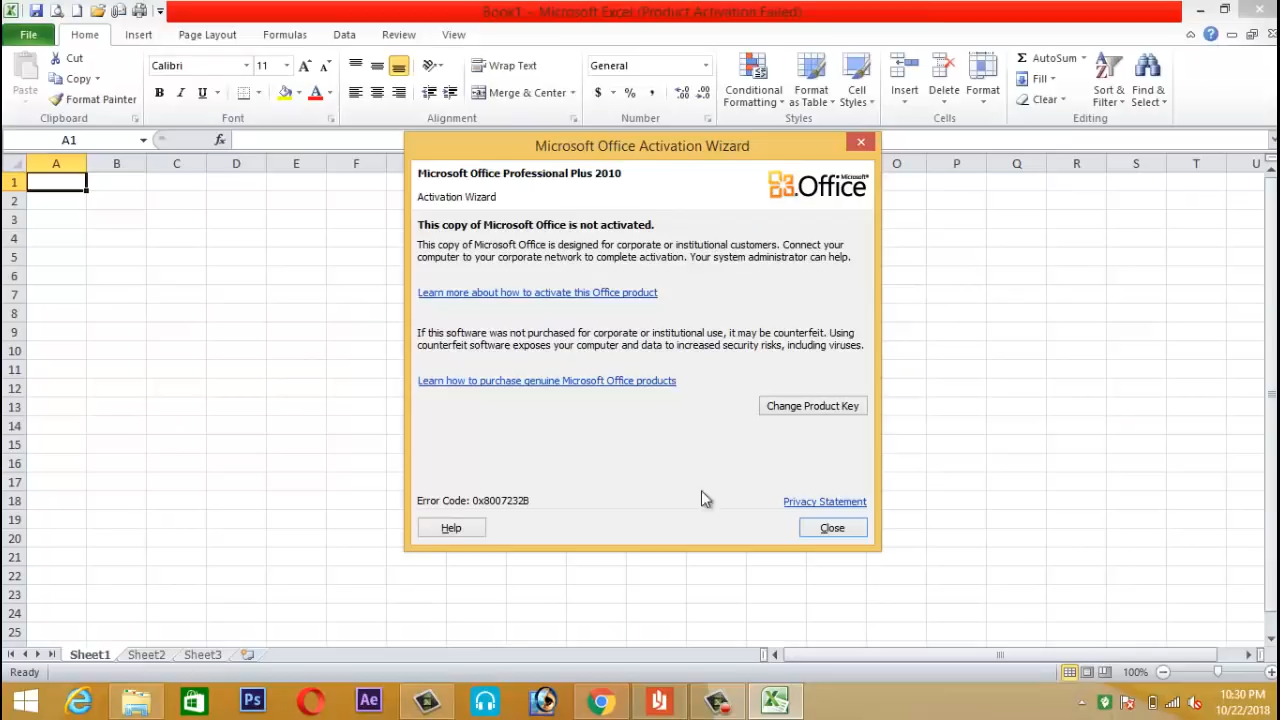 Book1 - Microsoft Excel (Product Activation Failed)
File Home Insert Page Layout Formulas Data Review View
Paste
Cut
Copy
Format Painter
Clipboard
Calibri 11
B I U A
Font
Wrap Text
Merge & Center
Alignment
General
$ % ,
Number
Conditional Formatting
Format as Table
Cell Styles
Styles
Insert
Delete
Format
Cells
AutoSum
Fill
Clear
Sort & Filter
Find & Select
Editing
A1 fx
A B C D E F O P Q R S T U
1
2
3
4
5
6
7
8
9
10
11
12
13
14
15
16
17
18
19
20
21
22
23
24
25
Microsoft Office Activation Wizard
Microsoft Office Professional Plus 2010
Microsoft Office
Activation Wizard
This copy of Microsoft Office is not activated.
This copy of Microsoft Office is designed for corporate or institutional customers. Connect your
computer to your corporate network to complete activation. Your system administrator can help.
Learn more about how to activate this Office product
If this software was not purchased for corporate or institutional use, it may be counterfeit. Using
counterfeit software exposes your computer and data to increased security risks, including viruses.
Learn how to purchase genuine Microsoft Office products
Change Product Key
Error Code: 0x8007232B
Privacy Statement
Help Close
Sheet1 Sheet2 Sheet3
Ready 100%
Ps Ae
10:30 PM
10/22/2018